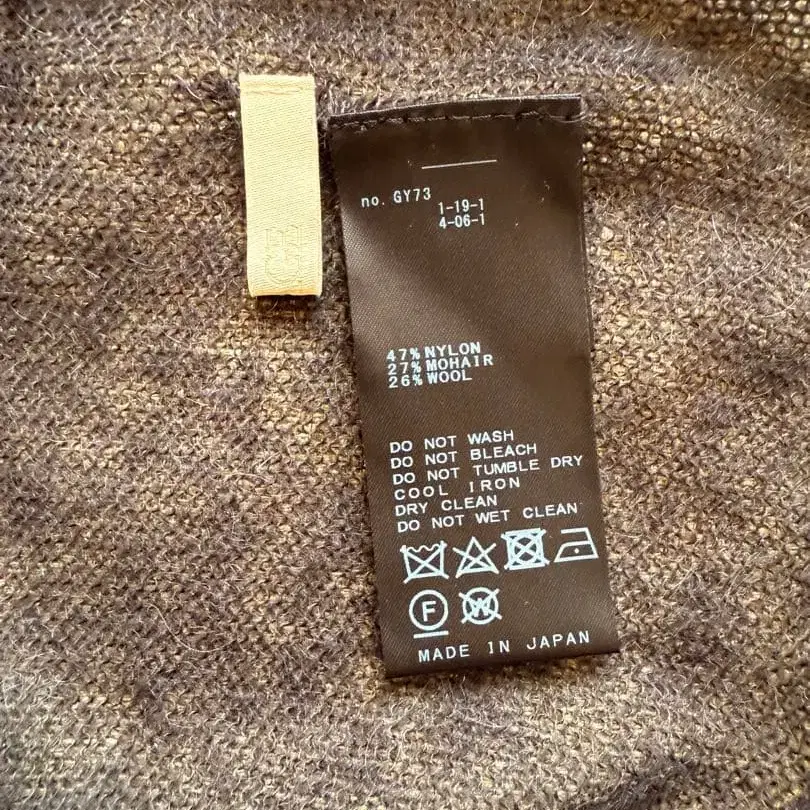 no. GY73
1-19-1
4-06-1
47% NYLON
27% MOHAIR
26% WOOL
DO NOT WASH
DO NOT BLEACH
DO NOT TUMBLE DRY
COOL IRON
DRY CLEAN
DO NOT WET CLEAN
F W
MADE IN JAPAN